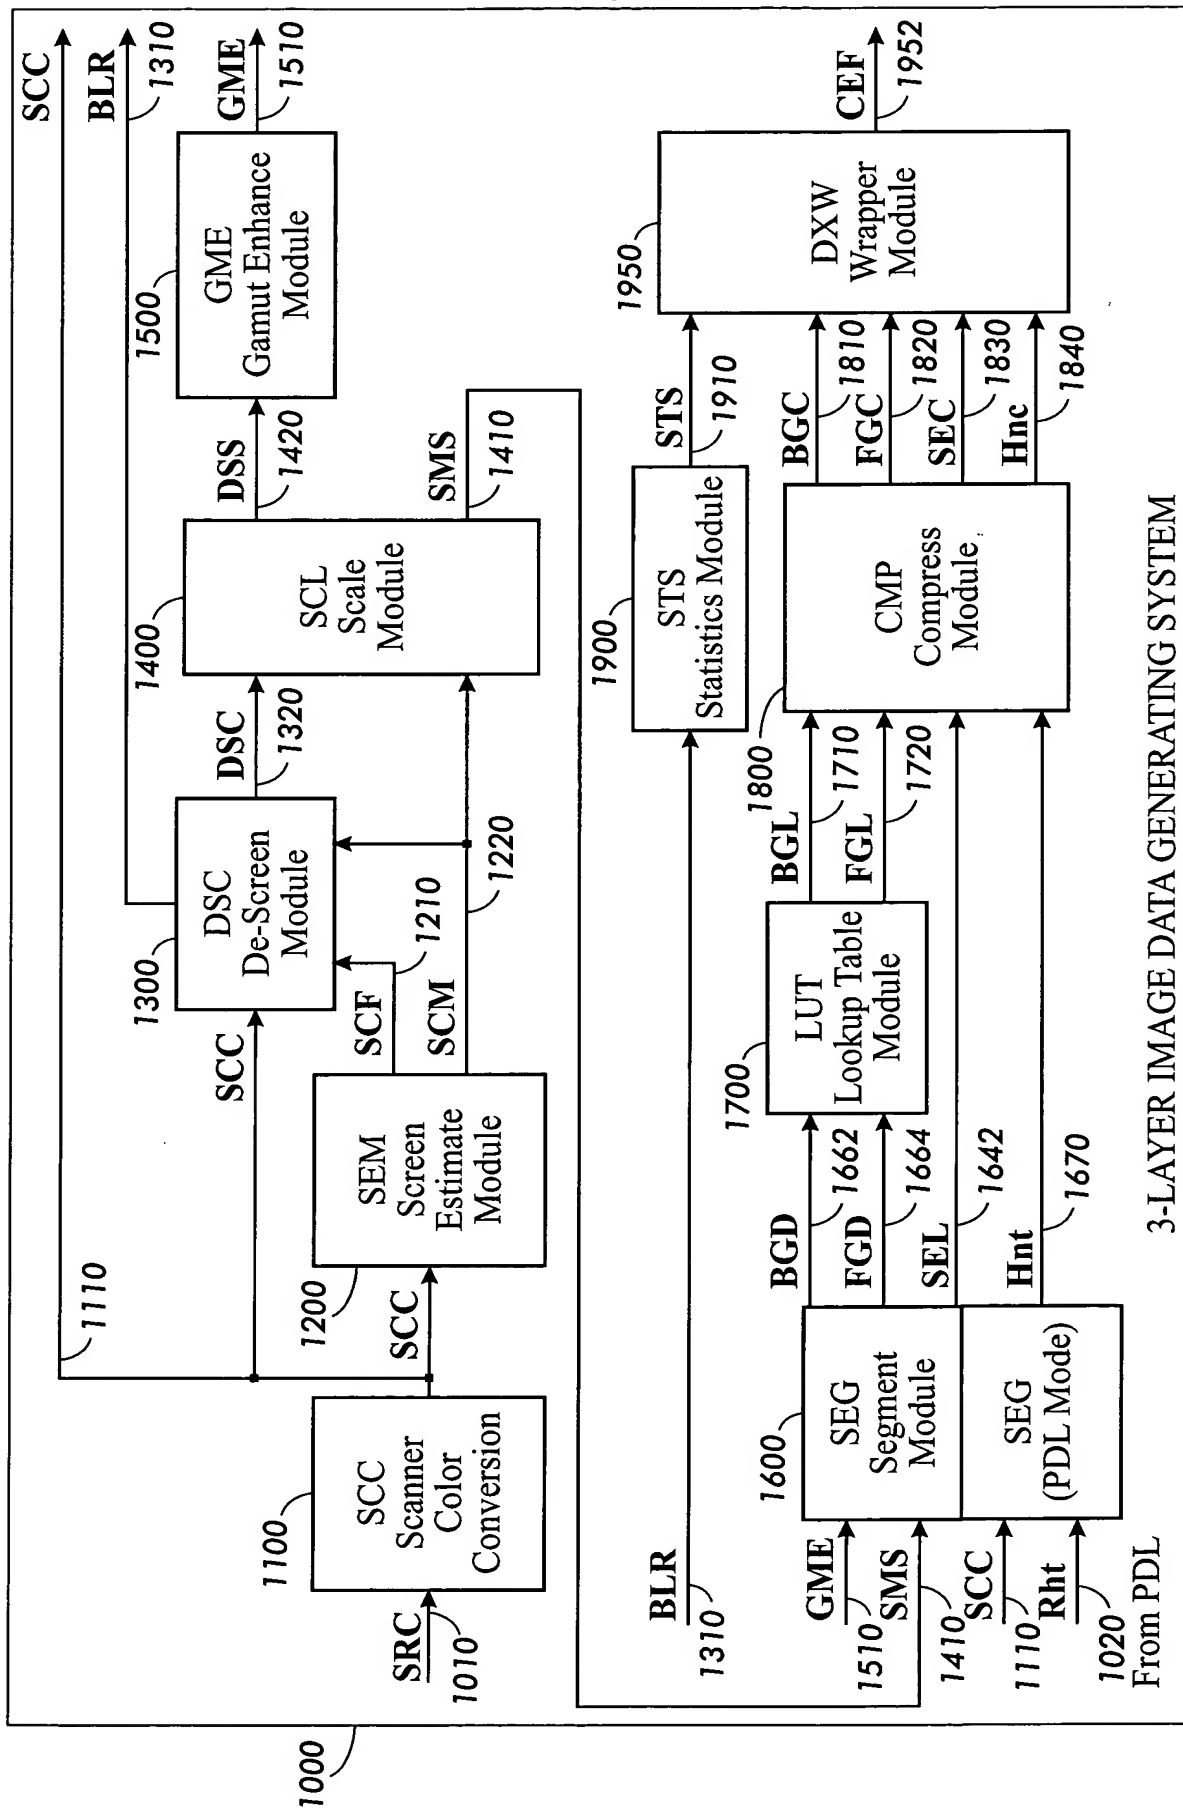 1000
SRC
1010
1100
SCC
Scanner
Color
Conversion
1110
SCC
SCC
1200
SEM
Screen
Estimate
Module
SCF
1210
SCM
1220
1300
DSC
De-Screen
Module
DSC
1320
1400
SCL
Scale
Module
DSS
1420
SMS
1410
1500
GME
Gamut Enhance
Module
SCC
BLR
1310
GME
1510
BLR
1310
GME
1510
SMS
1410
SCC
1110
Rht
1020
From PDL
1600
SEG
Segment
Module
SEG
(PDL Mode)
BGD
1662
FGD
1664
SEL
1642
Hnt
1670
1700
LUT
Lookup Table
Module
BGL
1710
FGL
1720
1800
CMP
Compress
Module
1900
STS
Statistics Module
STS
1910
BGC
1810
FGC
1820
SEC
1830
Hnc
1840
1950
DXW
Wrapper
Module
CEF
1952
3-LAYER IMAGE DATA GENERATING SYSTEM